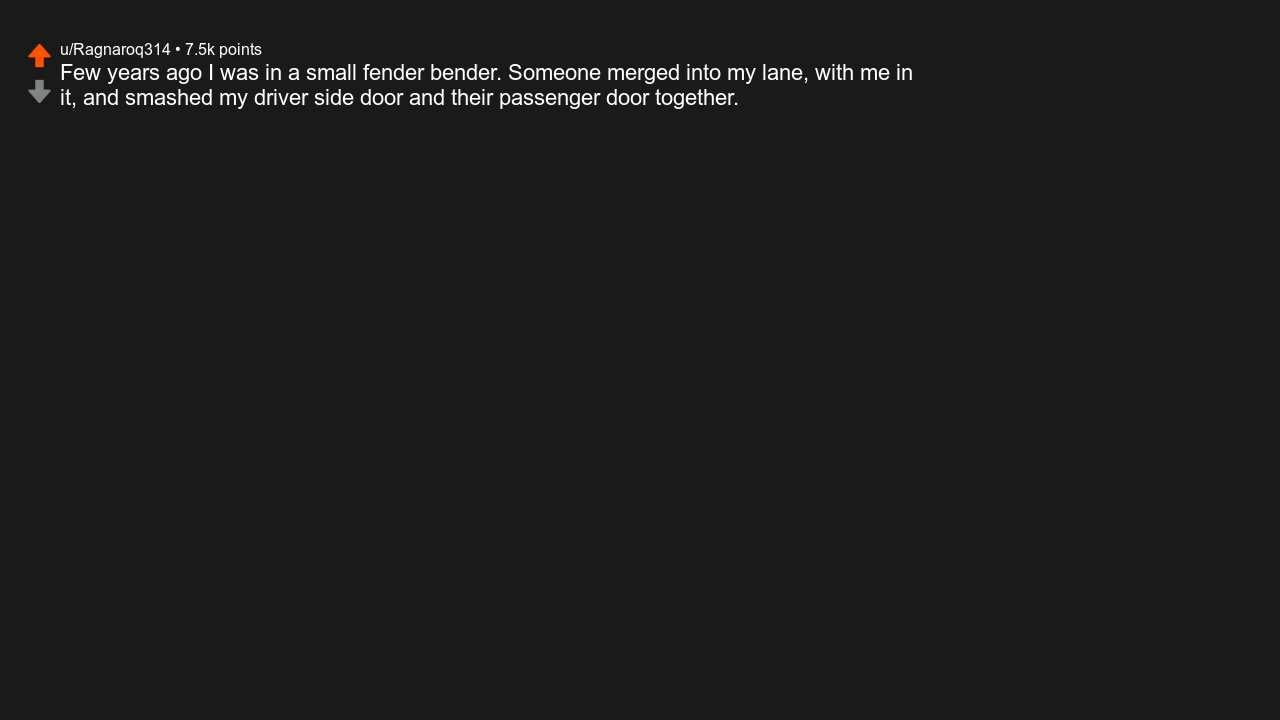 u/Ragnaroq314 • 7.5k points
Few years ago I was in a small fender bender. Someone merged into my lane, with me in
it, and smashed my driver side door and their passenger door together.